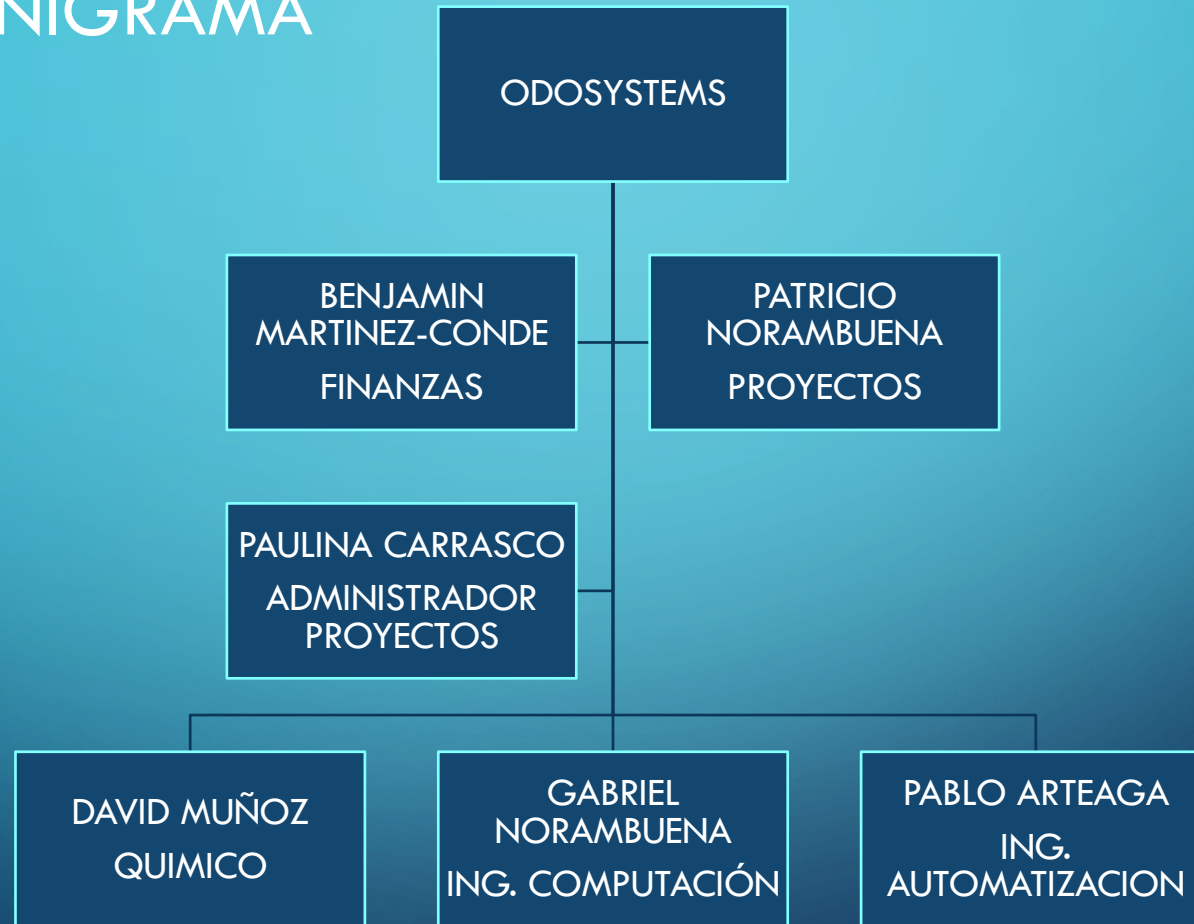 NIGRAMA
ODOSYSTEMS
BENJAMIN
MARTINEZ-CONDE
FINANZAS
PATRICIO
NORAMBUENA
PROYECTOS
PAULINA CARRASCO
ADMINISTRADOR
PROYECTOS
DAVID MUÑOZ
QUIMICO
GABRIEL
NORAMBUENA
ING. COMPUTACIÓN
PABLO ARTEAGA
ING.
AUTOMATIZACION